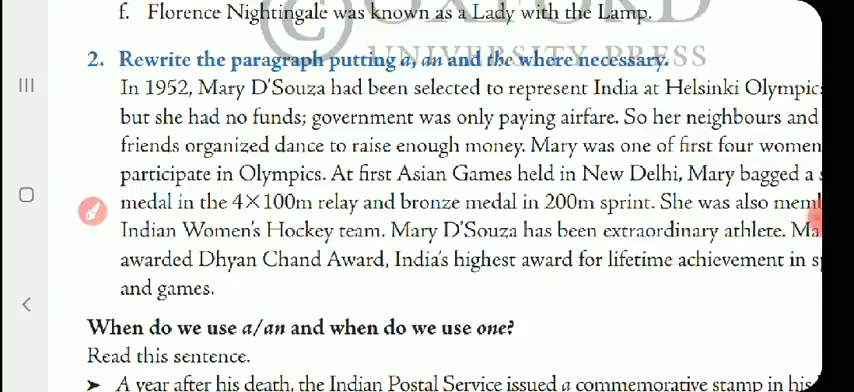 f. Florence Nightingale was known as a Lady with the Lamp.
UNIVERSITY PRESS
2. Rewrite the paragraph putting a, an and the where necessary.
In 1952, Mary D'Souza had been selected to represent India at Helsinki Olympic
but she had no funds; government was only paying airfare. So her neighbours and
friends organized dance to raise enough money. Mary was one of first four women
participate in Olympics. At first Asian Games held in New Delhi, Mary bagged a
medal in the 4×100m relay and bronze medal in 200m sprint. She was also mem
Indian Women's Hockey team. Mary D'Souza has been extraordinary athlete. Ma
awarded Dhyan Chand Award, India's highest award for lifetime achievement in
and games.
When do we use a/an and when do we use one?
Read this sentence.
➤ A year after his death, the Indian Postal Service issued a commemorative stamp in his